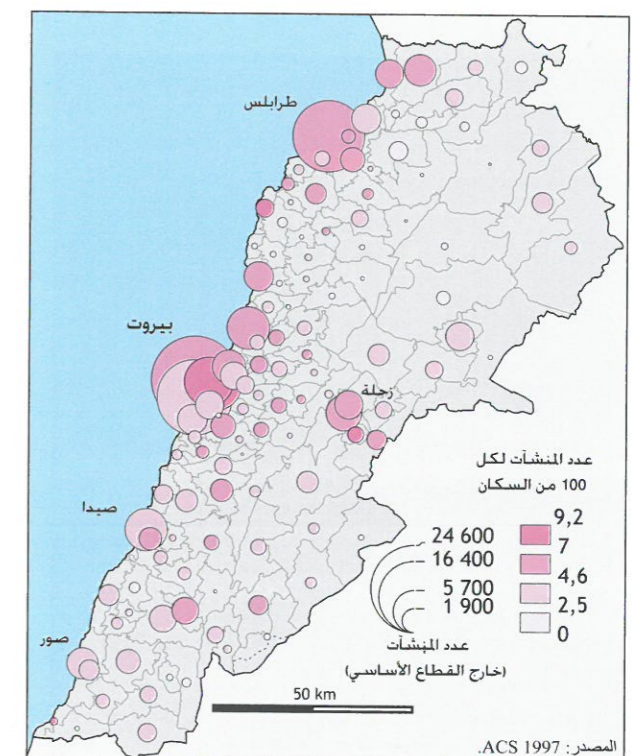 طرابلس
بيروت
زحلة
صيدا
صور
عدد المنشآت لكل
100 من السكان
9,2
7
4,6
2,5
0
24 600
16 400
5 700
1 900
عدد المنشآت
(خارج القطاع الأساسي)
50 km
المصدر: ACS 1997.